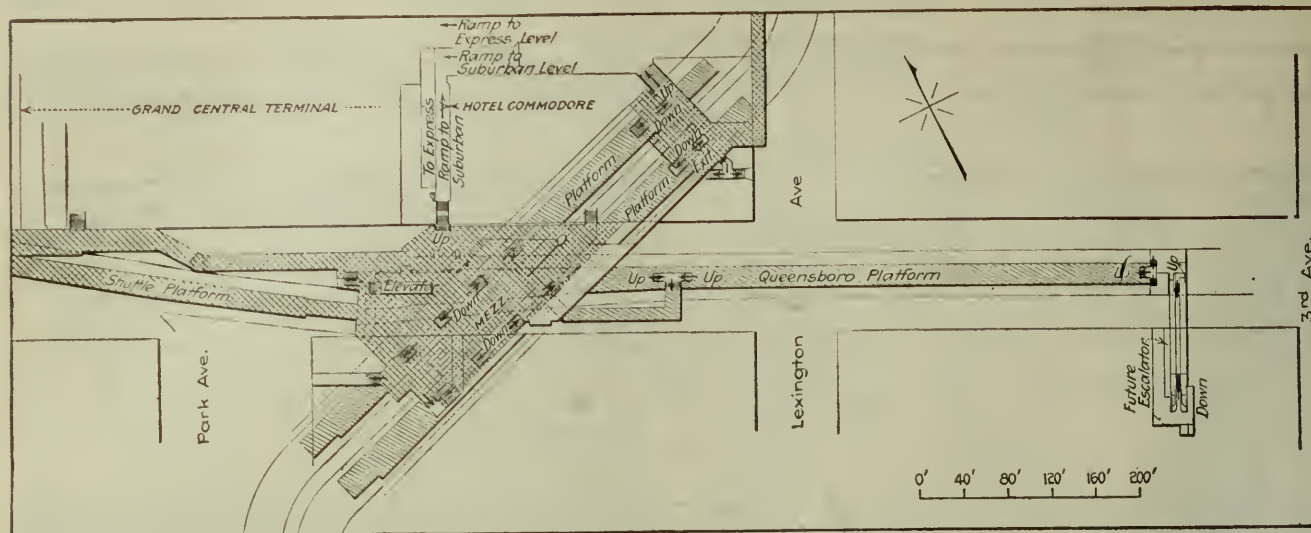 Ramp to
Express Level
Ramp to
Suburban Level
GRAND CENTRAL TERMINAL
HOTEL COMMODORE
To Express
Ramp to
Suburban
Up
Down
Down
Exit
Platform
Platform
Ave
Up
Elevat
Shuttle Platform
Down
MEZZ.
Down
Up
Up
Queensboro Platform
Up
Up
3rd Ave.
Park Ave.
Lexington
Future
Escalator
Down
0' 40' 80' 120' 160' 200'